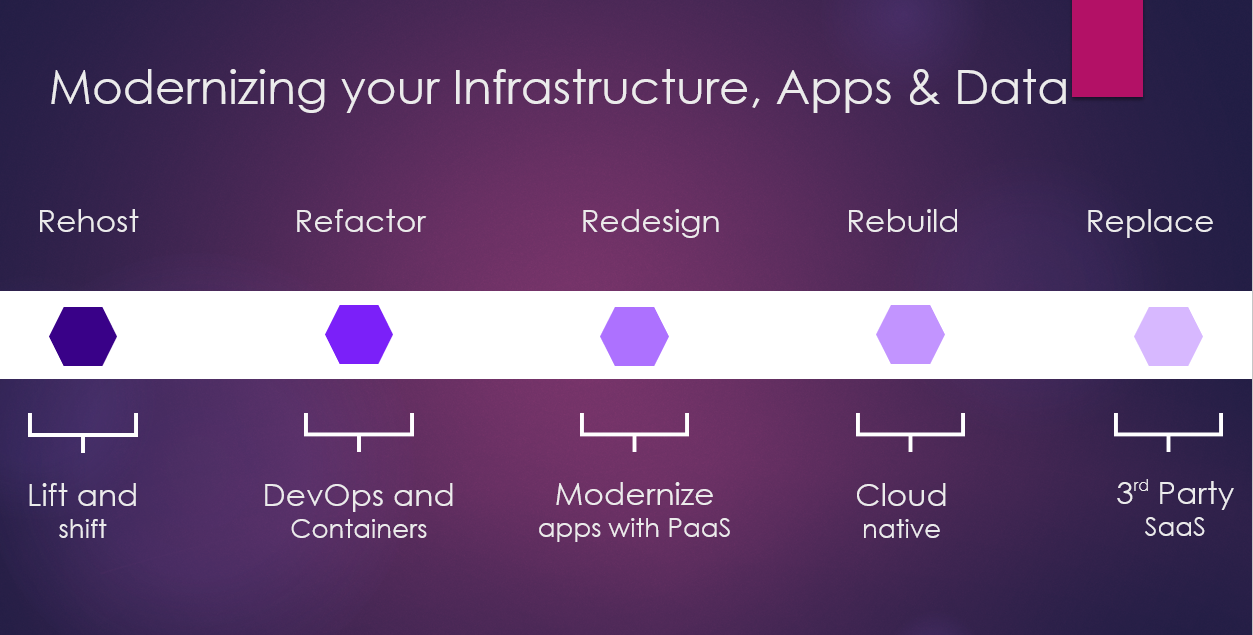 Modernizing your Infrastructure, Apps & Data
Rehost
Refactor
Redesign
Rebuild
Replace
Lift and
shift
DevOps and
Containers
Modernize
apps with PaaS
Cloud
native
3rd Party
SaaS